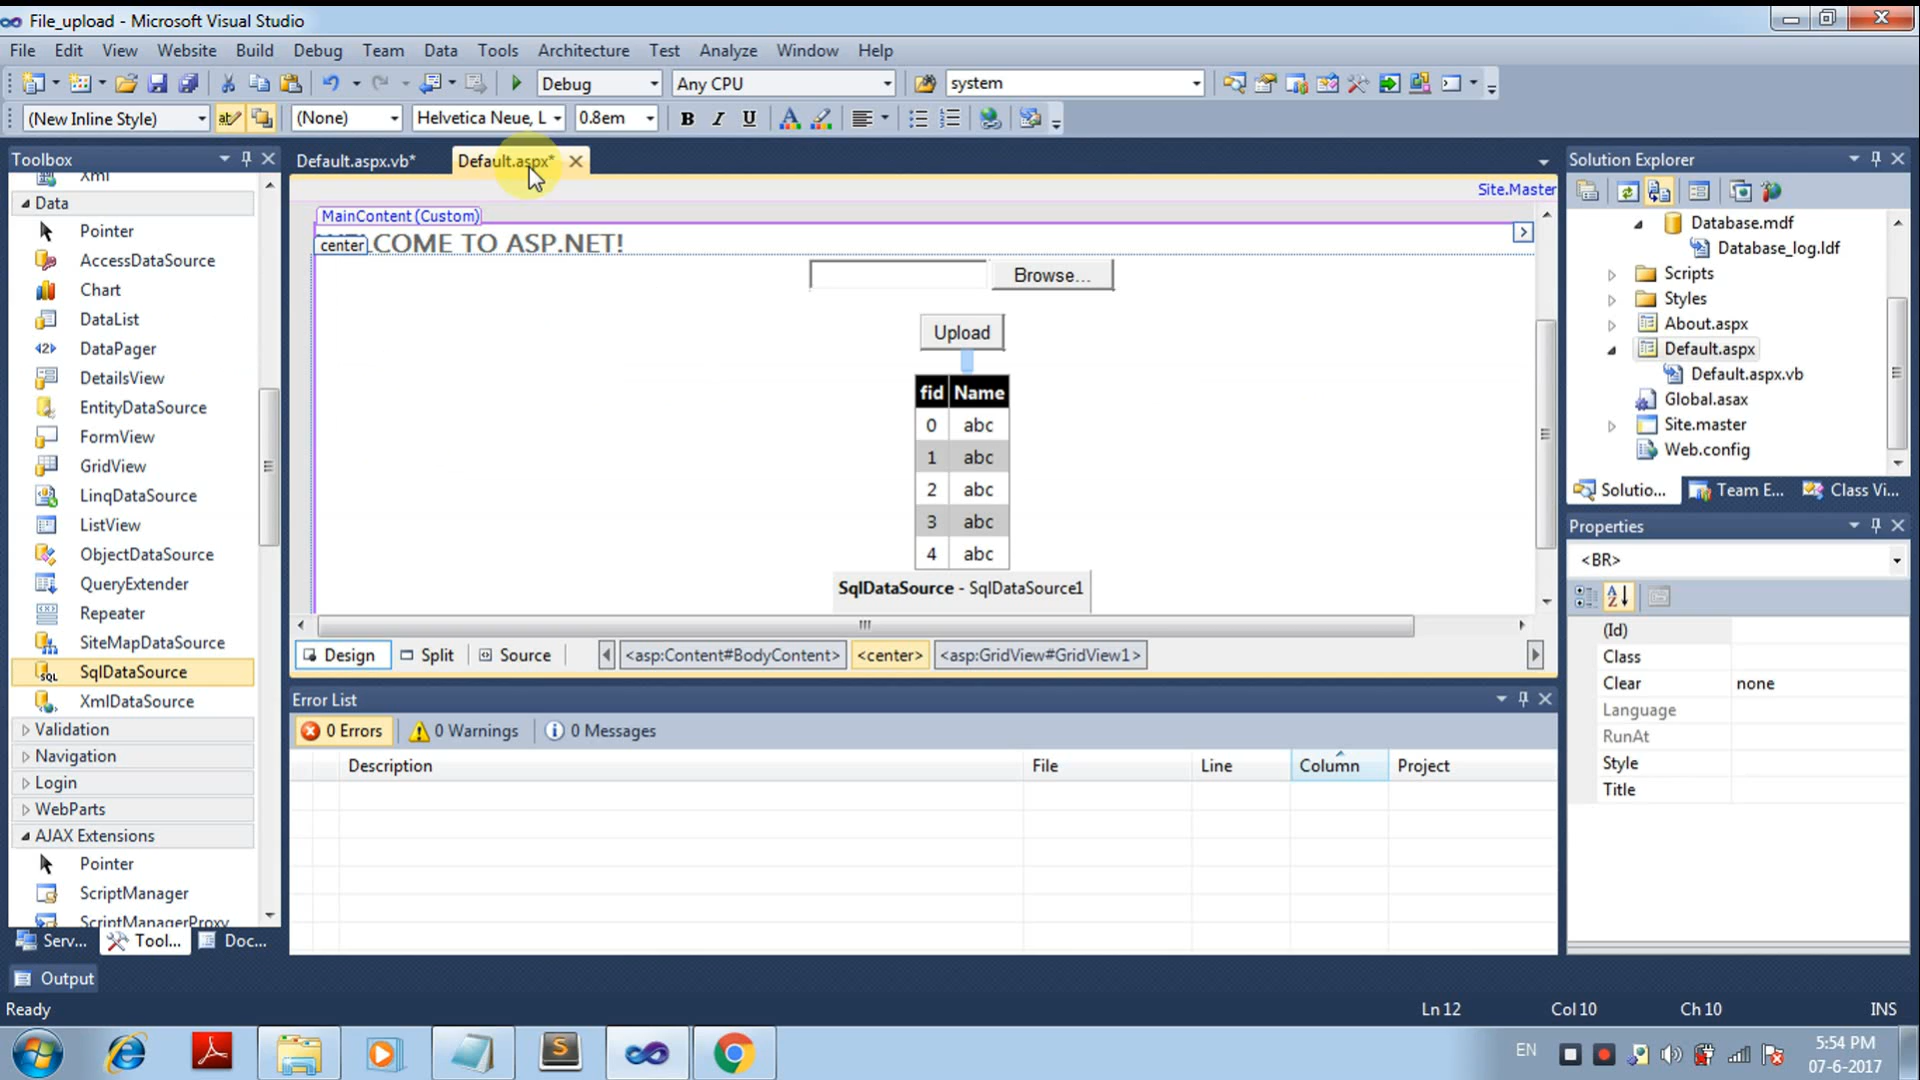 File_upload - Microsoft Visual Studio
File Edit View Website Build Debug Team Data Tools Architecture Test Analyze Window Help
Debug Any CPU system
(New Inline Style) (None) Helvetica Neue, L 0.8em B I U
Toolbox
Xml
Data
Pointer
AccessDataSource
Chart
DataList
DataPager
DetailsView
EntityDataSource
FormView
GridView
LinqDataSource
ListView
ObjectDataSource
QueryExtender
Repeater
SiteMapDataSource
SqlDataSource
XmlDataSource
Validation
Navigation
Login
WebParts
AJAX Extensions
Pointer
ScriptManager
ScriptManagerProxy
Serv... Tool... Doc...
Default.aspx.vb* Default.aspx*
Site.Master
MainContent (Custom)
center
LCOME TO ASP.NET!
Browse...
Upload
fid Name
0 abc
1 abc
2 abc
3 abc
4 abc
SqlDataSource - SqlDataSource1
Design Split Source <asp:Content#BodyContent> <center> <asp:GridView#GridView1>
Error List
0 Errors 0 Warnings 0 Messages
Description File Line Column Project
Solution Explorer
Database.mdf
Database_log.ldf
Scripts
Styles
About.aspx
Default.aspx
Default.aspx.vb
Global.asax
Site.master
Web.config
Solutio... Team E... Class Vi...
Properties
<BR>
(Id)
Class
Clear none
Language
RunAt
Style
Title
Output
Ready Ln 12 Col 10 Ch 10 INS
EN
5:54 PM
07-6-2017